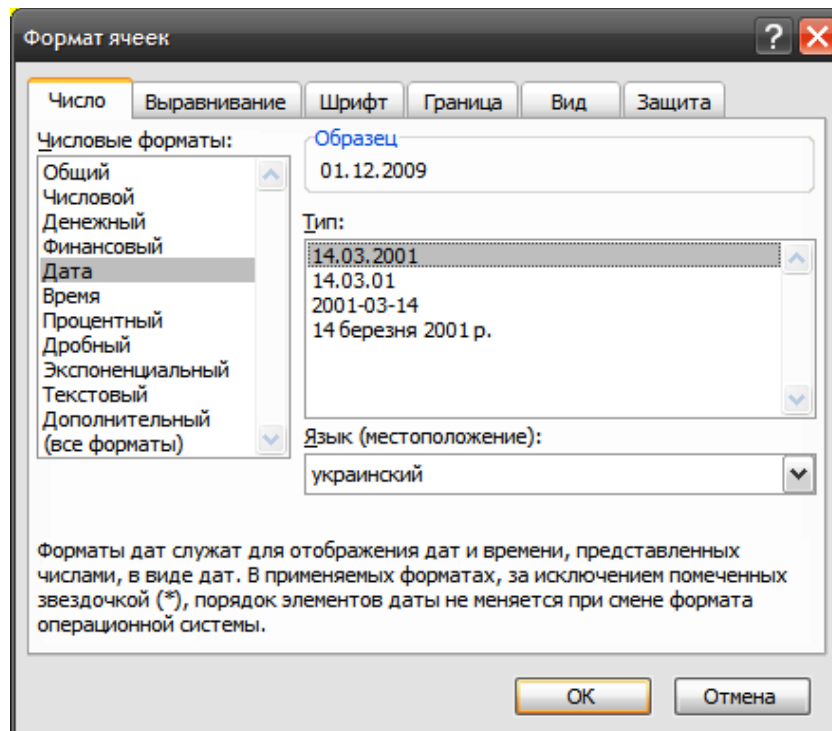 Формат ячеек
Число
Выравнивание
Шрифт
Граница
Вид
Защита
Числовые форматы:
Общий
Числовой
Денежный
Финансовый
Дата
Время
Процентный
Дробный
Экспоненциальный
Текстовый
Дополнительный
(все форматы)
Образец
01.12.2009
Тип:
14.03.2001
14.03.01
2001-03-14
14 березня 2001 р.
Язык (местоположение):
украинский
Форматы дат служат для отображения дат и времени, представленных
числами, в виде дат. В применяемых форматах, за исключением помеченных
звездочкой (*), порядок элементов даты не меняется при смене формата
операционной системы.
ОК
Отмена